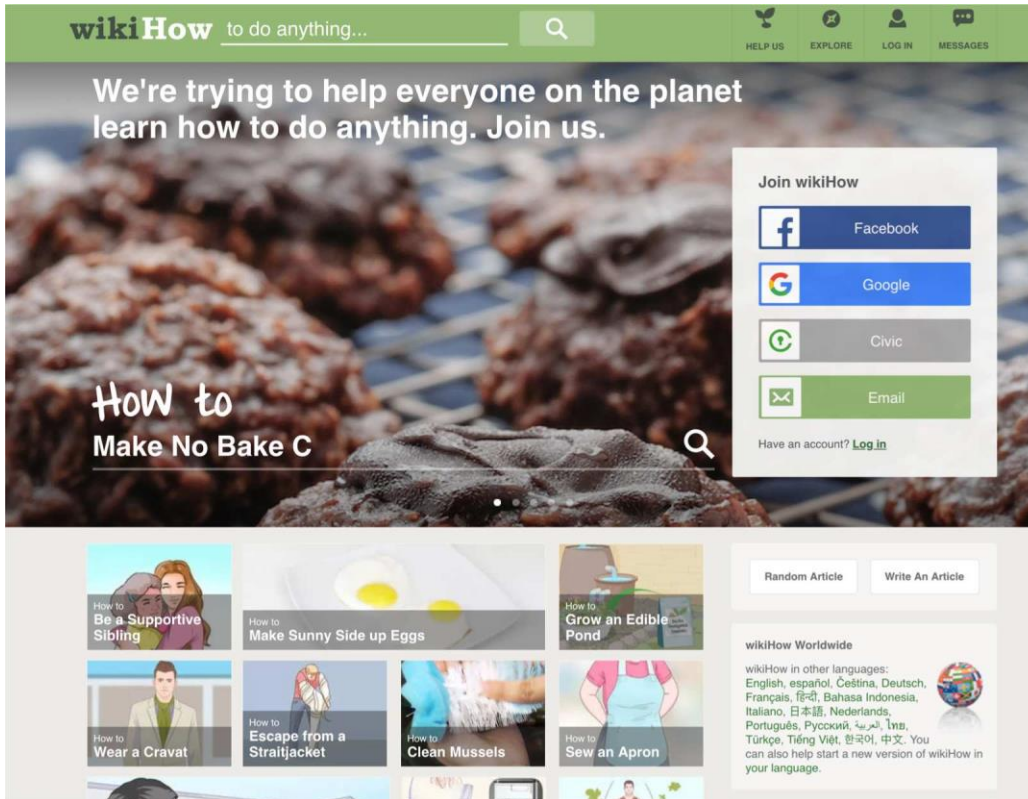 wikiHow to do anything...
HELP US
EXPLORE
LOG IN
MESSAGES
We're trying to help everyone on the planet
learn how to do anything. Join us.
Join wikiHow
Facebook
Google
Civic
Email
Have an account? Log in
How to
Make No Bake C
How to
Be a Supportive
Sibling
How to
Make Sunny Side up Eggs
How to
Grow an Edible
Pond
How to
Wear a Cravat
How to
Escape from a
Straitjacket
How to
Clean Mussels
How to
Sew an Apron
Random Article
Write An Article
wikiHow Worldwide
wikiHow in other languages:
English, español, Čeština, Deutsch,
Français, हिन्दी, Bahasa Indonesia,
Italiano, 日本語, Nederlands,
Português, Русский, العربية, ไทย,
Türkçe, Tiếng Việt, 한국어, 中文. You
can also help start a new version of wikiHow in
your language.